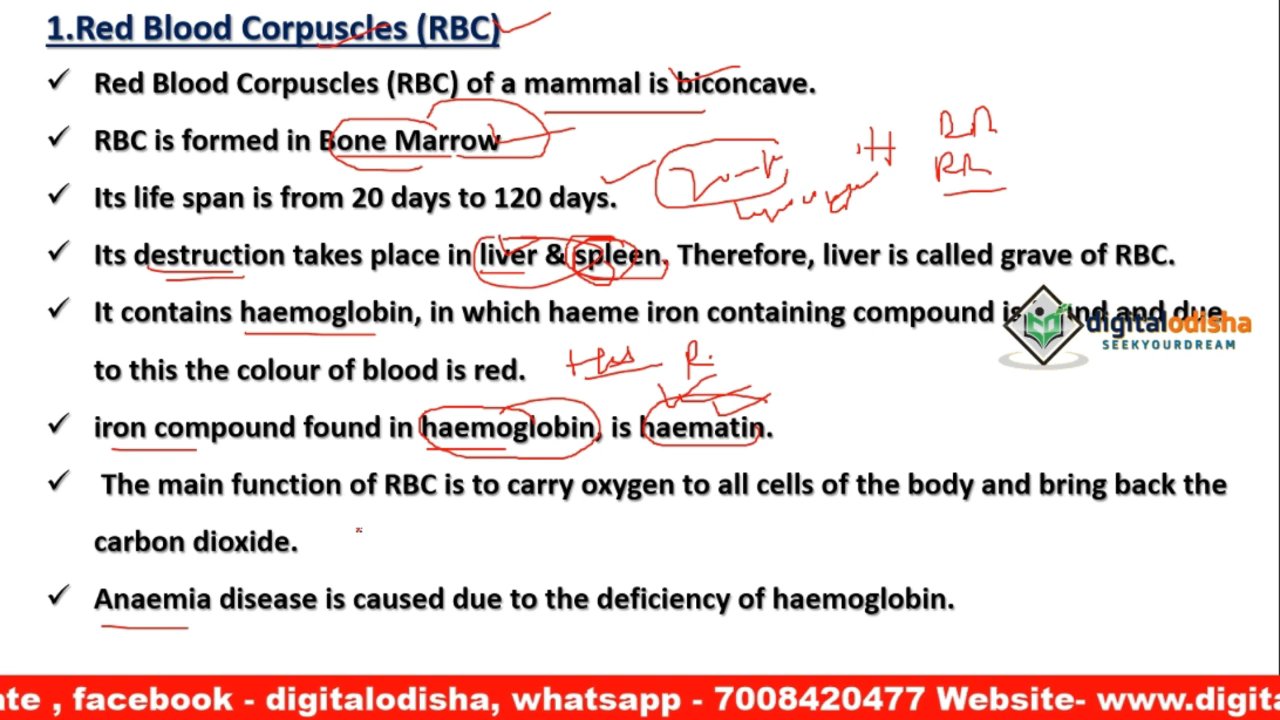 1.Red Blood Corpuscles (RBC)
✓ Red Blood Corpuscles (RBC) of a mammal is biconcave.
✓ RBC is formed in Bone Marrow
✓ Its life span is from 20 days to 120 days.
✓ Its destruction takes place in liver & spleen. Therefore, liver is called grave of RBC.
✓ It contains haemoglobin, in which haeme iron containing compound is found and due
to this the colour of blood is red.
digitalodisha
SEEKYOURDREAM
✓ iron compound found in haemoglobin, is haematin.
✓ The main function of RBC is to carry oxygen to all cells of the body and bring back the
carbon dioxide.
✓ Anaemia disease is caused due to the deficiency of haemoglobin.
, facebook - digitalodisha, whatsapp - 7008420477 Website- www.digit